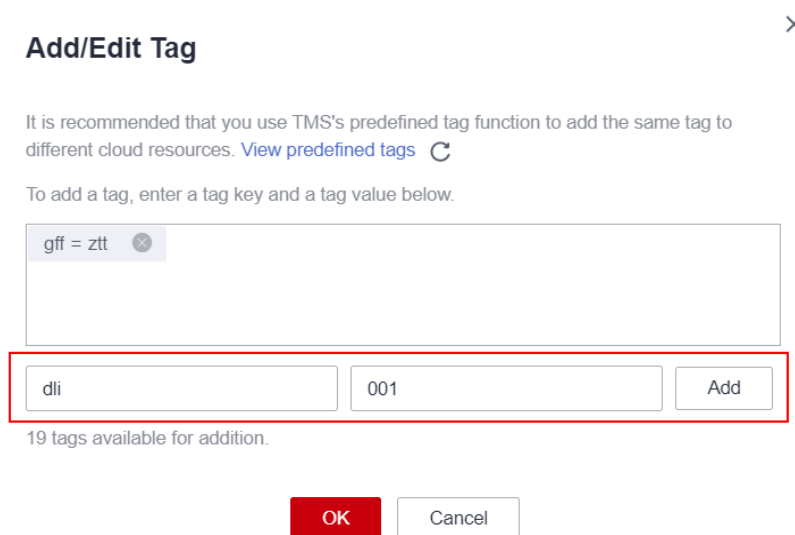 Add/Edit Tag
It is recommended that you use TMS's predefined tag function to add the same tag to
different cloud resources. View predefined tags
To add a tag, enter a tag key and a tag value below.
gff = ztt
dli 001 Add
19 tags available for addition.
OK Cancel